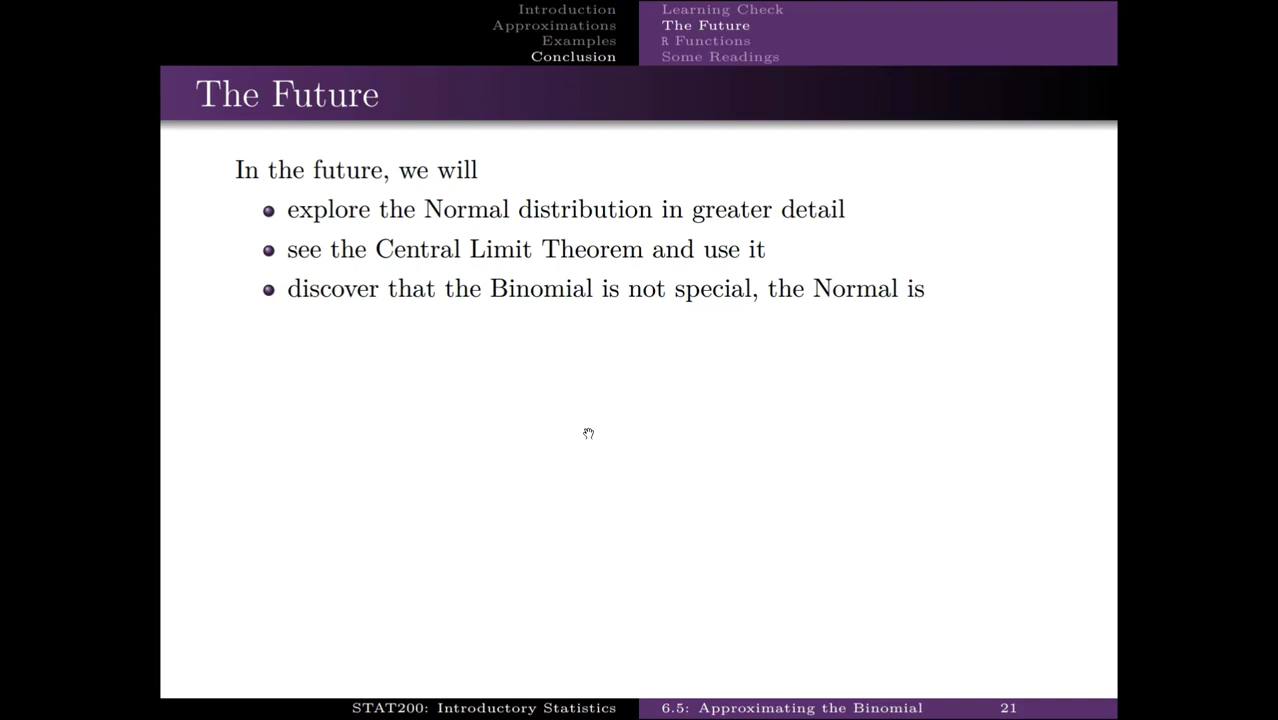 Introduction
Approximations
Examples
Conclusion
Learning Check
The Future
R Functions
Some Readings
The Future
In the future, we will
explore the Normal distribution in greater detail
see the Central Limit Theorem and use it
discover that the Binomial is not special, the Normal is
STAT200: Introductory Statistics
6.5: Approximating the Binomial
21